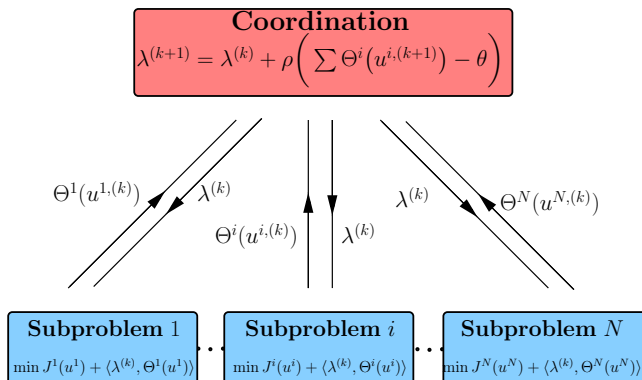 Coordination
λ^{(k+1)} = λ^{(k)} + ρ( ∑ Θ^i(u^{i,(k+1)}) − θ )
Θ^1(u^{1,(k)})
λ^{(k)}
Θ^i(u^{i,(k)})
λ^{(k)}
λ^{(k)}
Θ^N(u^{N,(k)})
Subproblem 1
min J^1(u^1) + ⟨λ^{(k)}, Θ^1(u^1)⟩
...
Subproblem i
min J^i(u^i) + ⟨λ^{(k)}, Θ^i(u^i)⟩
...
Subproblem N
min J^N(u^N) + ⟨λ^{(k)}, Θ^N(u^N)⟩